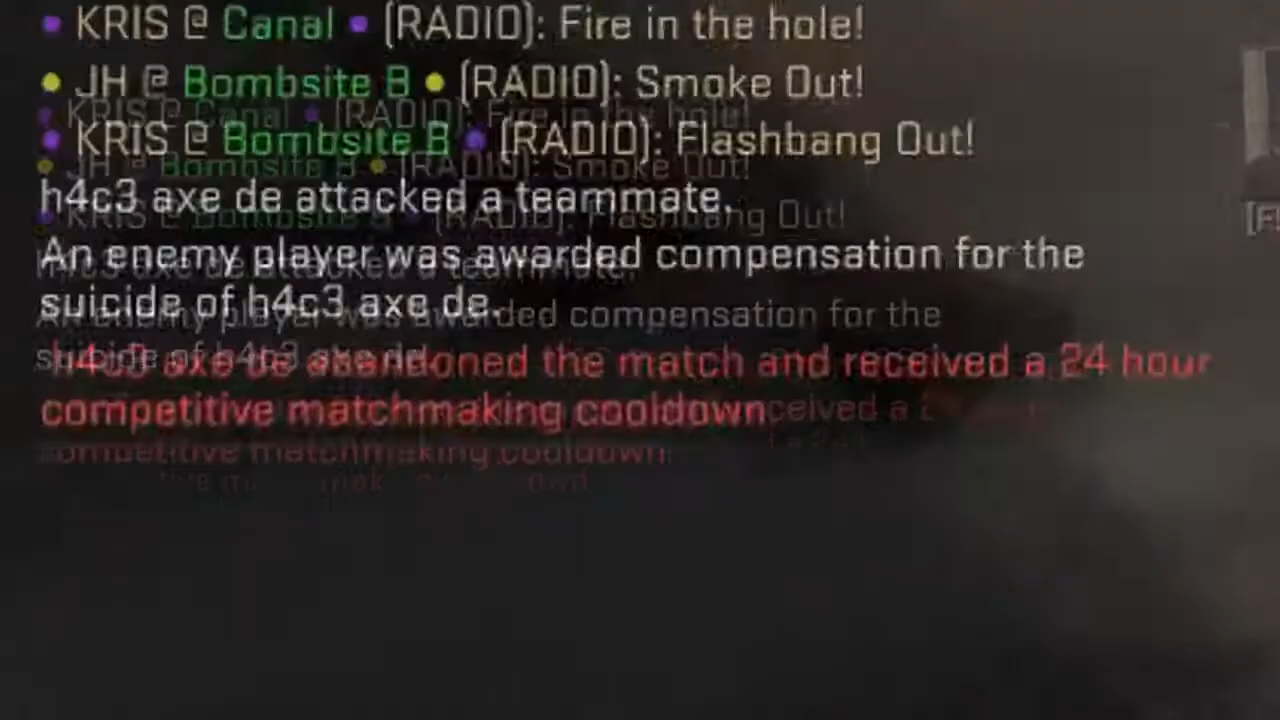 • KRIS @ Canal • (RADIO): Fire in the hole!
• JH @ Bombsite B • (RADIO): Smoke Out!
• KRIS @ Bombsite B • (RADIO): Flashbang Out!
h4c3 axe de attacked a teammate.
An enemy player was awarded compensation for the
suicide of h4c3 axe de.
h4c3 axe de abandoned the match and received a 24 hour
competitive matchmaking cooldown.